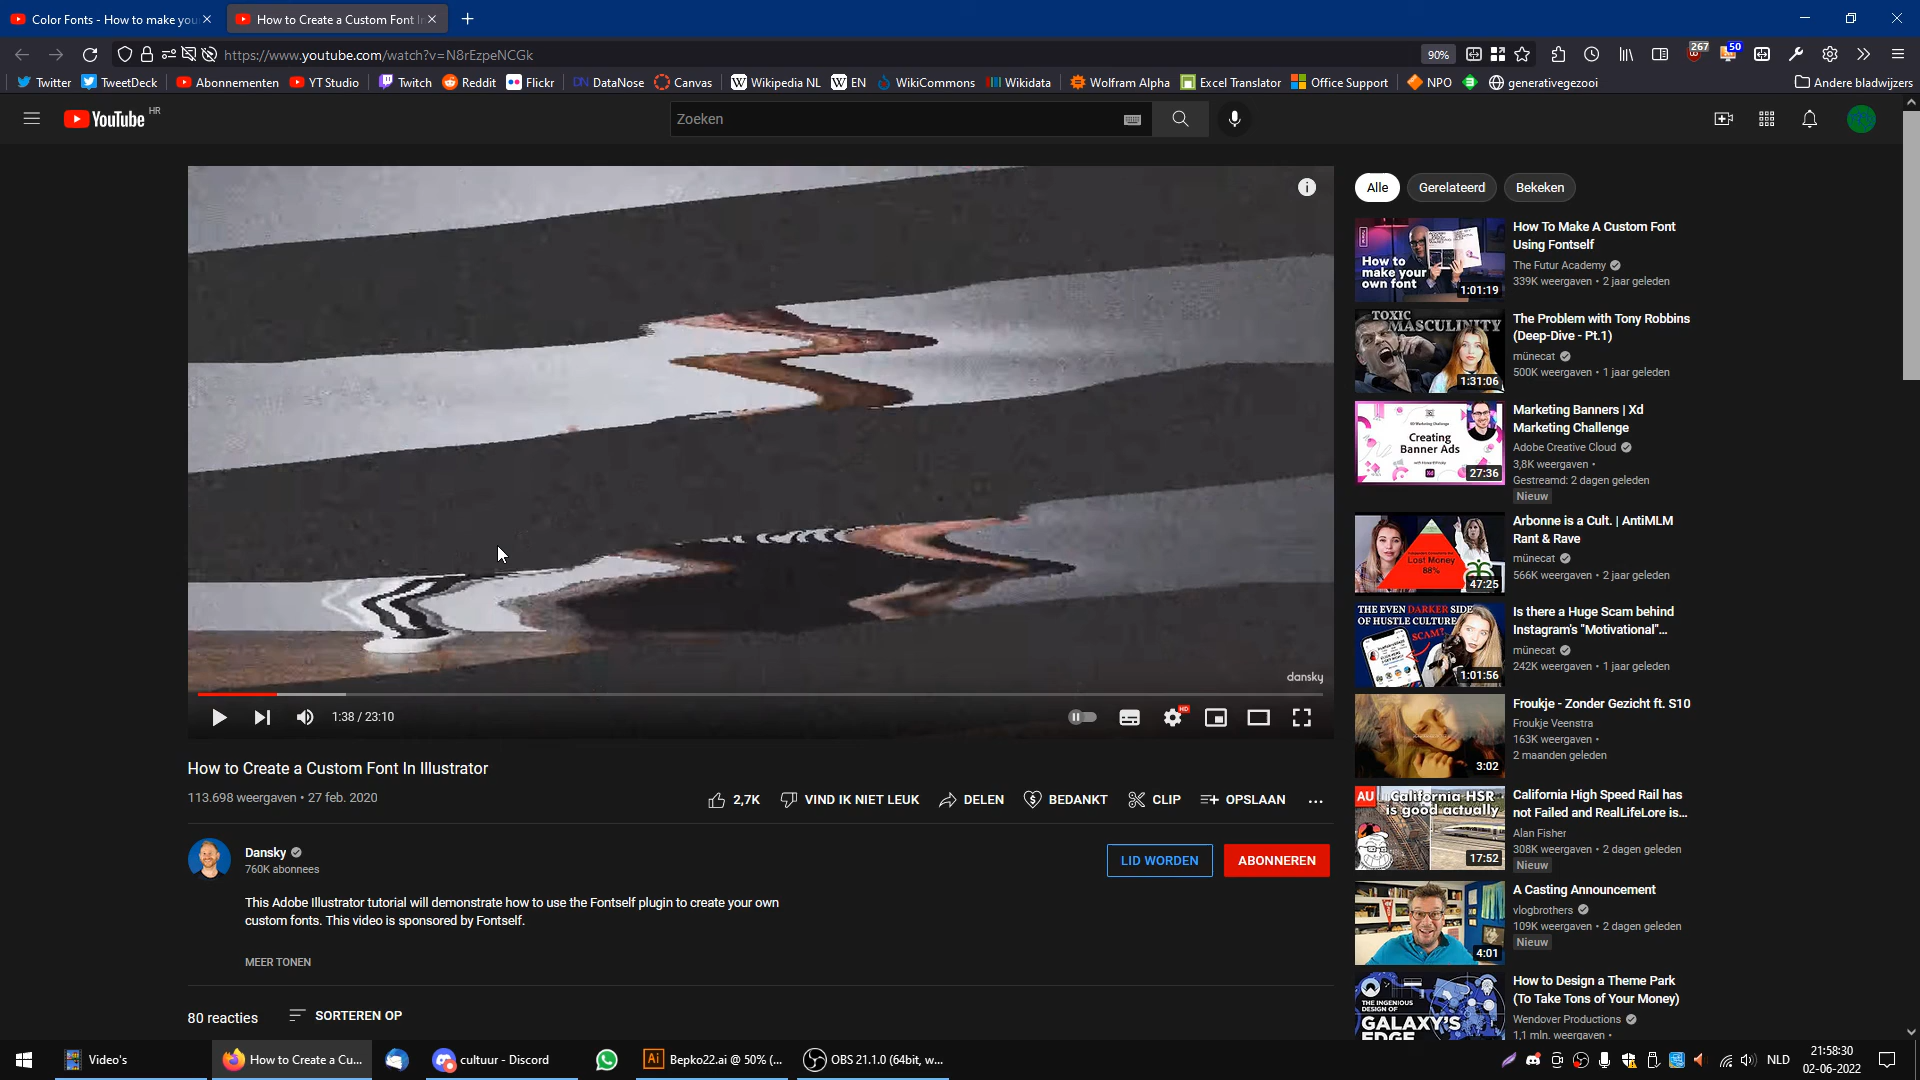 Color Fonts - How to make you
How to Create a Custom Font I
https://www.youtube.com/watch?v=N8rEzpeNCGk
90%
267
50
Twitter
TweetDeck
Abonnementen
YT Studio
Twitch
Reddit
Flickr
DN DataNose
Canvas
W Wikipedia NL
W EN
WikiCommons
Wikidata
Wolfram Alpha
Excel Translator
Office Support
NPO
generativegezooi
Andere bladwijzers
YouTube HR
Zoeken
dansky
1:38 / 23:10
HD
How to Create a Custom Font In Illustrator
113.698 weergaven • 27 feb. 2020
2,7K
VIND IK NIET LEUK
DELEN
BEDANKT
CLIP
OPSLAAN
Dansky
760K abonnees
LID WORDEN
ABONNEREN
This Adobe Illustrator tutorial will demonstrate how to use the Fontself plugin to create your own
custom fonts. This video is sponsored by Fontself.
MEER TONEN
80 reacties
SORTEREN OP
Alle
Gerelateerd
Bekeken
How to
make your
own font
1:01:19
How To Make A Custom Font
Using Fontself
The Futur Academy
339K weergaven • 2 jaar geleden
TOXIC
MASCULINITY
1:31:06
The Problem with Tony Robbins
(Deep-Dive - Pt.1)
münecat
500K weergaven • 1 jaar geleden
Creating
Banner Ads
27:36
Marketing Banners | Xd
Marketing Challenge
Adobe Creative Cloud
3,8K weergaven •
Gestreamd: 2 dagen geleden
Nieuw
Lost Money
88%
47:25
Arbonne is a Cult. | AntiMLM
Rant & Rave
münecat
566K weergaven • 2 jaar geleden
THE EVEN DARKER SIDE
OF HUSTLE CULTURE
SCAM?
1:01:56
Is there a Huge Scam behind
Instagram's "Motivational"...
münecat
242K weergaven • 1 jaar geleden
3:02
Froukje - Zonder Gezicht ft. S10
Froukje Veenstra
163K weergaven •
2 maanden geleden
AU
California HSR
is good actually
17:52
California High Speed Rail has
not Failed and RealLifeLore is...
Alan Fisher
308K weergaven • 2 dagen geleden
Nieuw
4:01
A Casting Announcement
vlogbrothers
109K weergaven • 2 dagen geleden
Nieuw
THE INGENIOUS
DESIGN OF
GALAXY'S
EDGE
How to Design a Theme Park
(To Take Tons of Your Money)
Wendover Productions
1,1 mln. weergaven •
Video's
How to Create a Cu...
cultuur - Discord
Ai Bepko22.ai @ 50% (...
OBS 21.1.0 (64bit, w...
NLD
21:58:30
02-06-2022